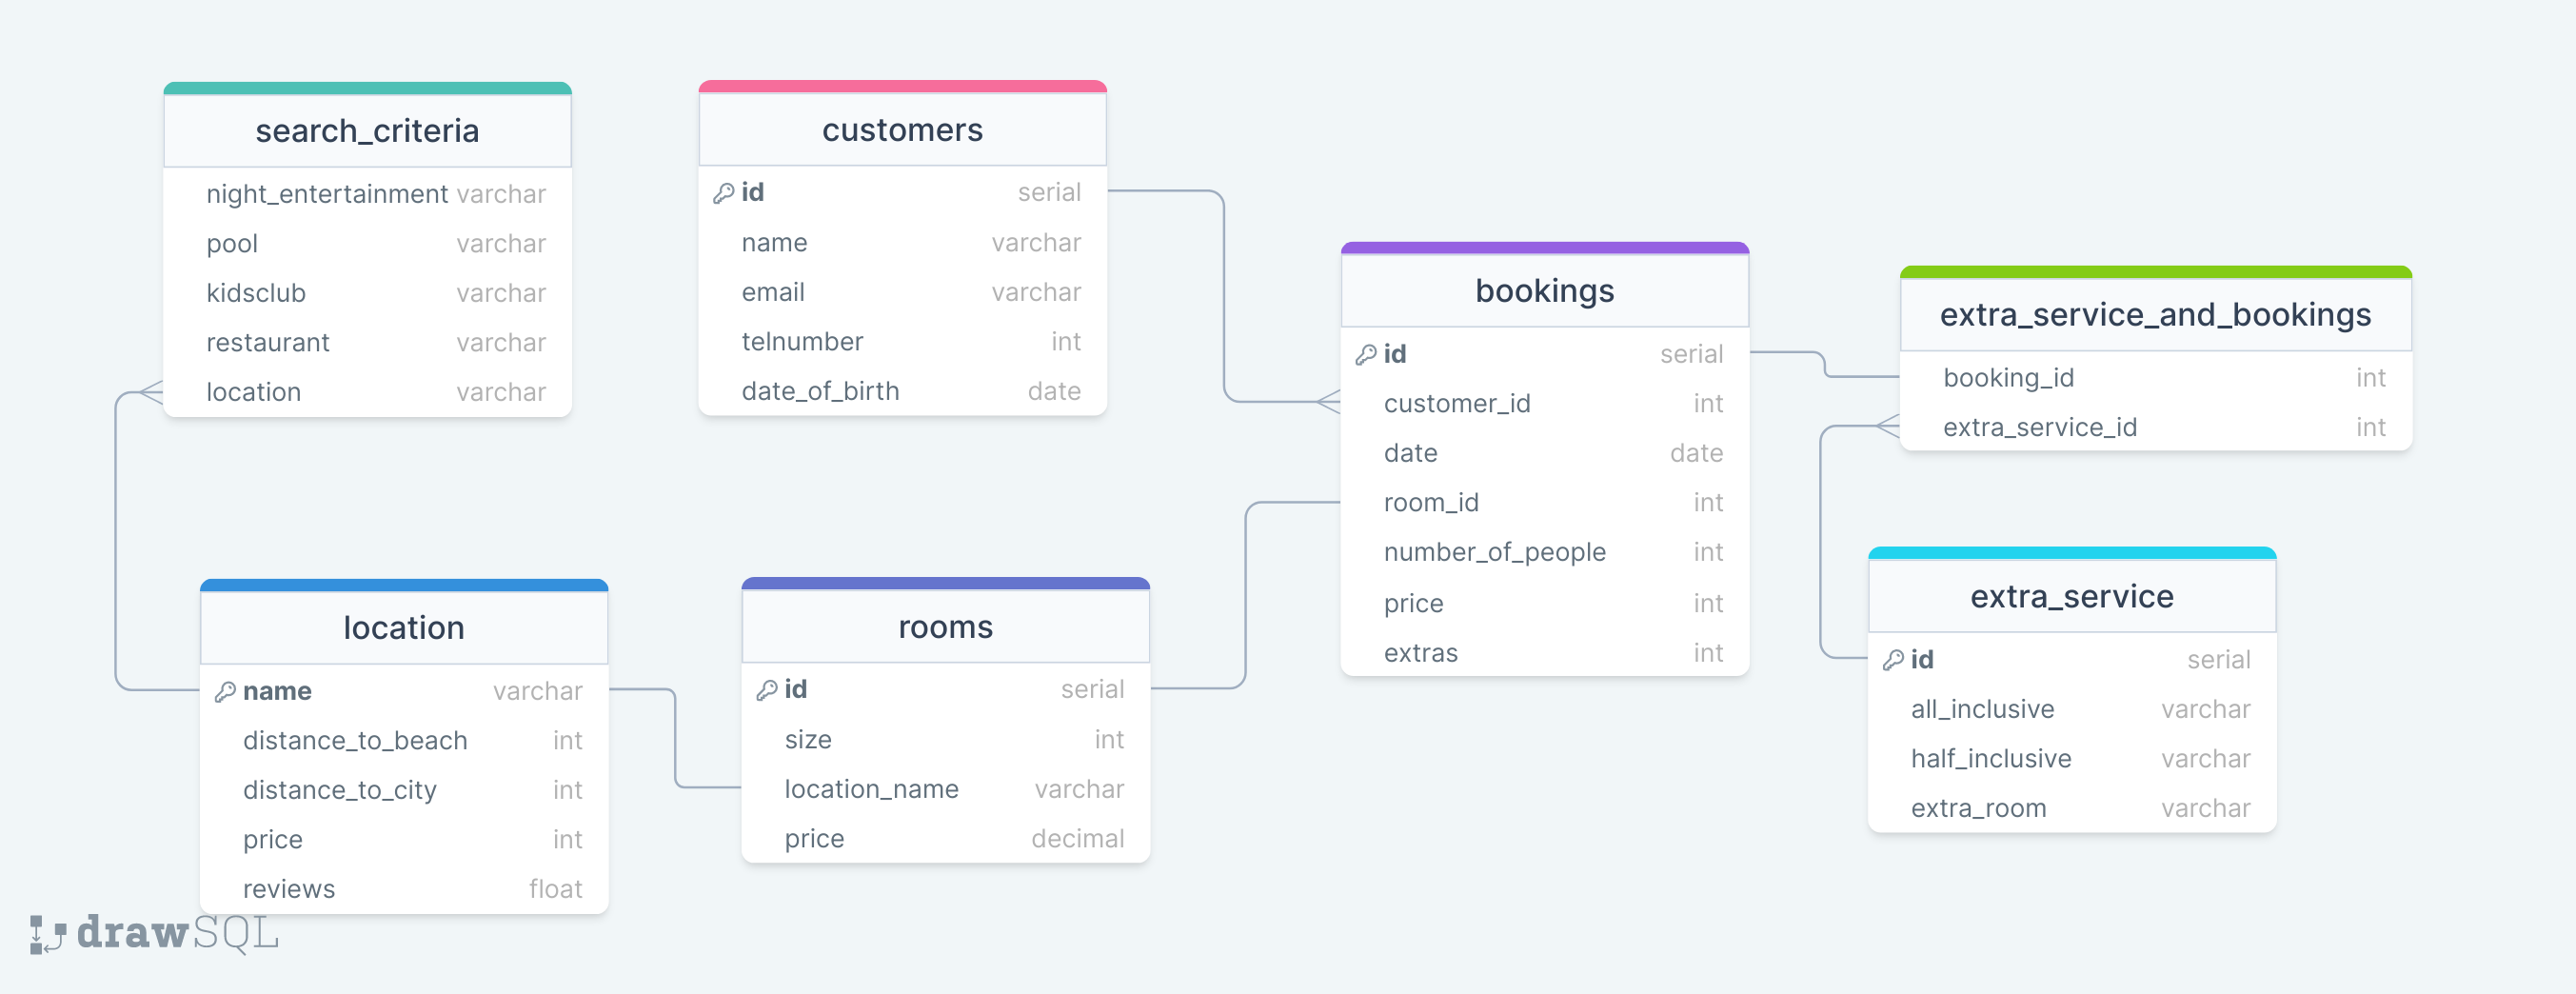 search_criteria
night_entertainment varchar
pool varchar
kidsclub varchar
restaurant varchar
location varchar
customers
id serial
name varchar
email varchar
telnumber int
date_of_birth date
bookings
id serial
customer_id int
date date
room_id int
number_of_people int
price int
extras int
extra_service_and_bookings
booking_id int
extra_service_id int
location
name varchar
distance_to_beach int
distance_to_city int
price int
reviews float
rooms
id serial
size int
location_name varchar
price decimal
extra_service
id serial
all_inclusive varchar
half_inclusive varchar
extra_room varchar
drawSQL